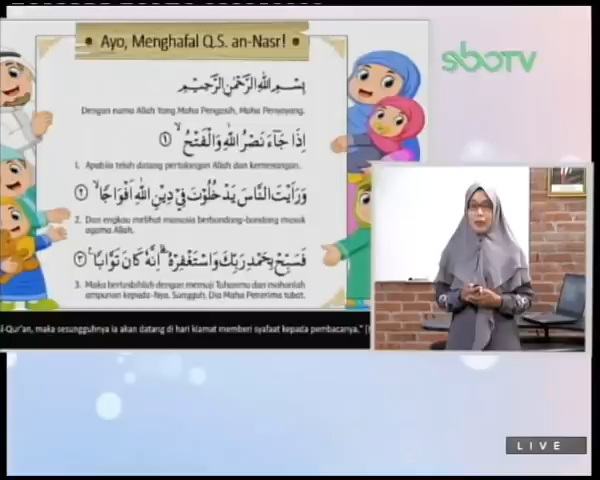 Ayo, Menghafal Q.S. an-Nasr!
بِسْمِ اللّٰهِ الرَّحْمٰنِ الرَّحِيْمِ
Dengan nama Allah Yang Maha Pengasih, Maha Penyayang.
اِذَا جَاۤءَ نَصْرُ اللّٰهِ وَالْفَتْحُۙ ١
1. Apabila telah datang pertolongan Allah dan kemenangan.
وَرَاَيْتَ النَّاسَ يَدْخُلُوْنَ فِيْ دِيْنِ اللّٰهِ اَفْوَاجًاۙ ٢
2. Dan engkau melihat manusia berbondong-bondong masuk
agama Allah.
فَسَبِّحْ بِحَمْدِ رَبِّكَ وَاسْتَغْفِرْهُۗ اِنَّهٗ كَانَ تَوَّابًا ࣖ ٣
3. Maka bertasbihlah dengan memuji Tuhanmu dan mohonlah
ampunan kepada-Nya. Sungguh, Dia Maha Penerima tobat.
al-Qur'an, maka sesungguhnya ia akan datang di hari kiamat memberi syafaat kepada pembacanya."
LIVE